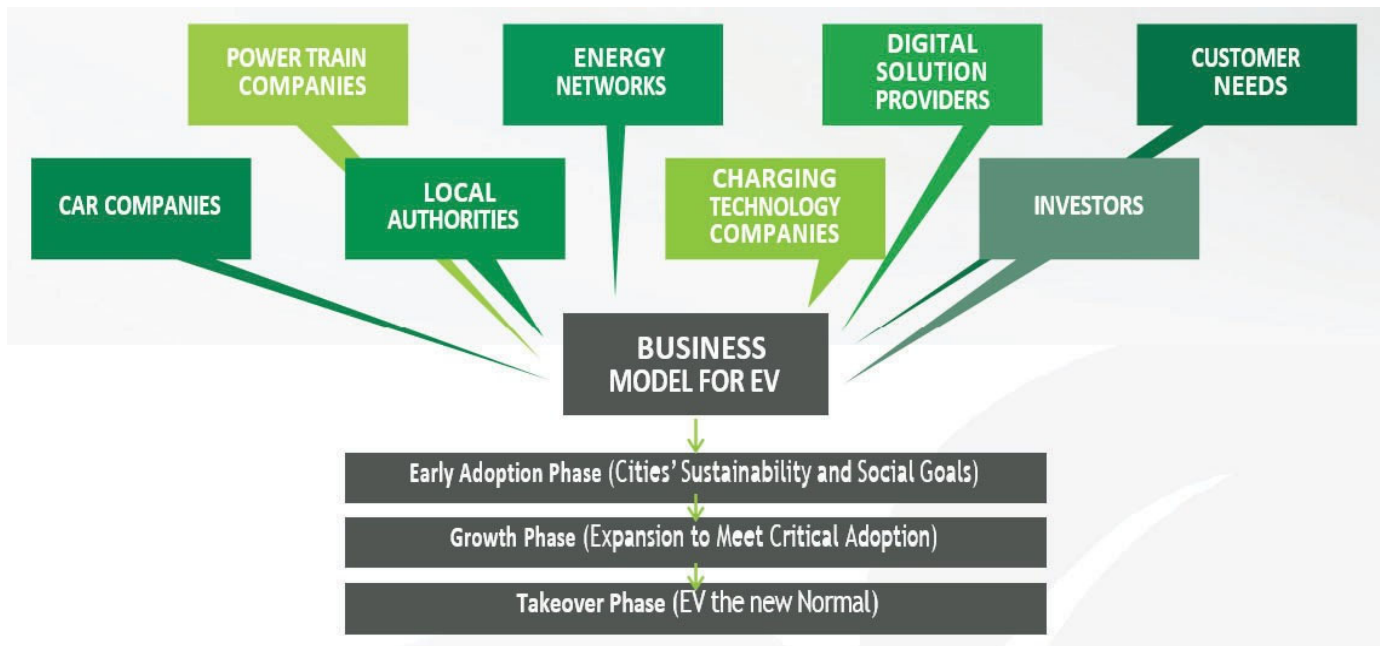 POWER TRAIN
COMPANIES
ENERGY
NETWORKS
DIGITAL
SOLUTION
PROVIDERS
CUSTOMER
NEEDS
CAR COMPANIES
LOCAL
AUTHORITIES
CHARGING
TECHNOLOGY
COMPANIES
INVESTORS
BUSINESS
MODEL FOR EV
Early Adoption Phase (Cities’ Sustainability and Social Goals)
Growth Phase (Expansion to Meet Critical Adoption)
Takeover Phase (EV the new Normal)